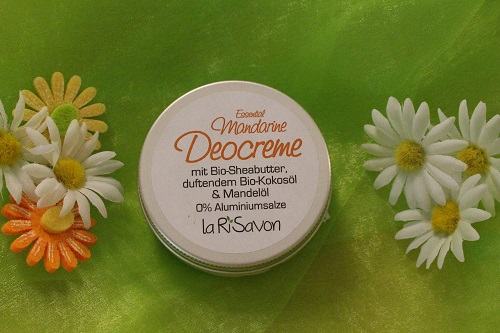 Essential
Mandarine
Deocreme
mit Bio-Sheabutter,
duftendem Bio-Kokosöl
& Mandelöl
0% Aluminiumsalze
la RiSavon